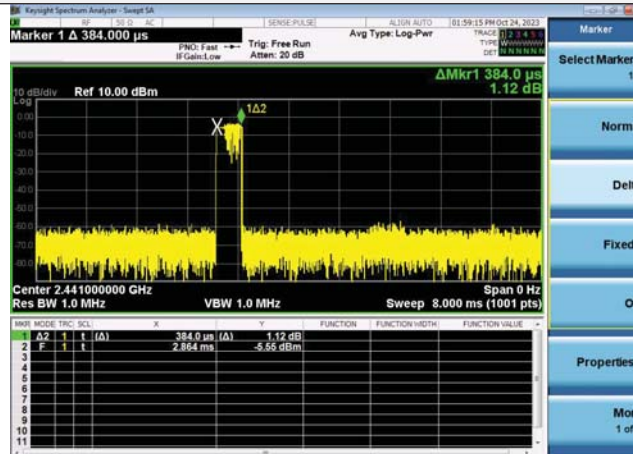 Keysight Spectrum Analyzer - Swept SA
RF 50 Ω AC SENSE:PULSE ALIGN AUTO 01:59:15 PM Oct 24, 2023
Marker 1 Δ 384.000 µs
PNO: Fast
IFGain:Low
Trig: Free Run
Atten: 20 dB
Avg Type: Log-Pwr
TRACE 1 2 3 4 5 6
TYPE W
DET N N N N N N
ΔMkr1 384.0 µs
1.12 dB
10 dB/div Ref 10.00 dBm
Log
1Δ2
0.00
-10.0
-20.0
-30.0
-40.0
-50.0
-60.0
-70.0
-80.0
Center 2.441000000 GHz Span 0 Hz
Res BW 1.0 MHz VBW 1.0 MHz Sweep 8.000 ms (1001 pts)
MKR MODE TRC SCL X Y FUNCTION FUNCTION WIDTH FUNCTION VALUE
1 Δ2 1 t (Δ) 384.0 µs (Δ) 1.12 dB
2 F 1 t 2.864 ms -5.55 dBm
3
4
5
6
7
8
9
10
11
Marker
Select Marker
1
Norm
Delt
Fixed
O
Properties
Mor
1 of